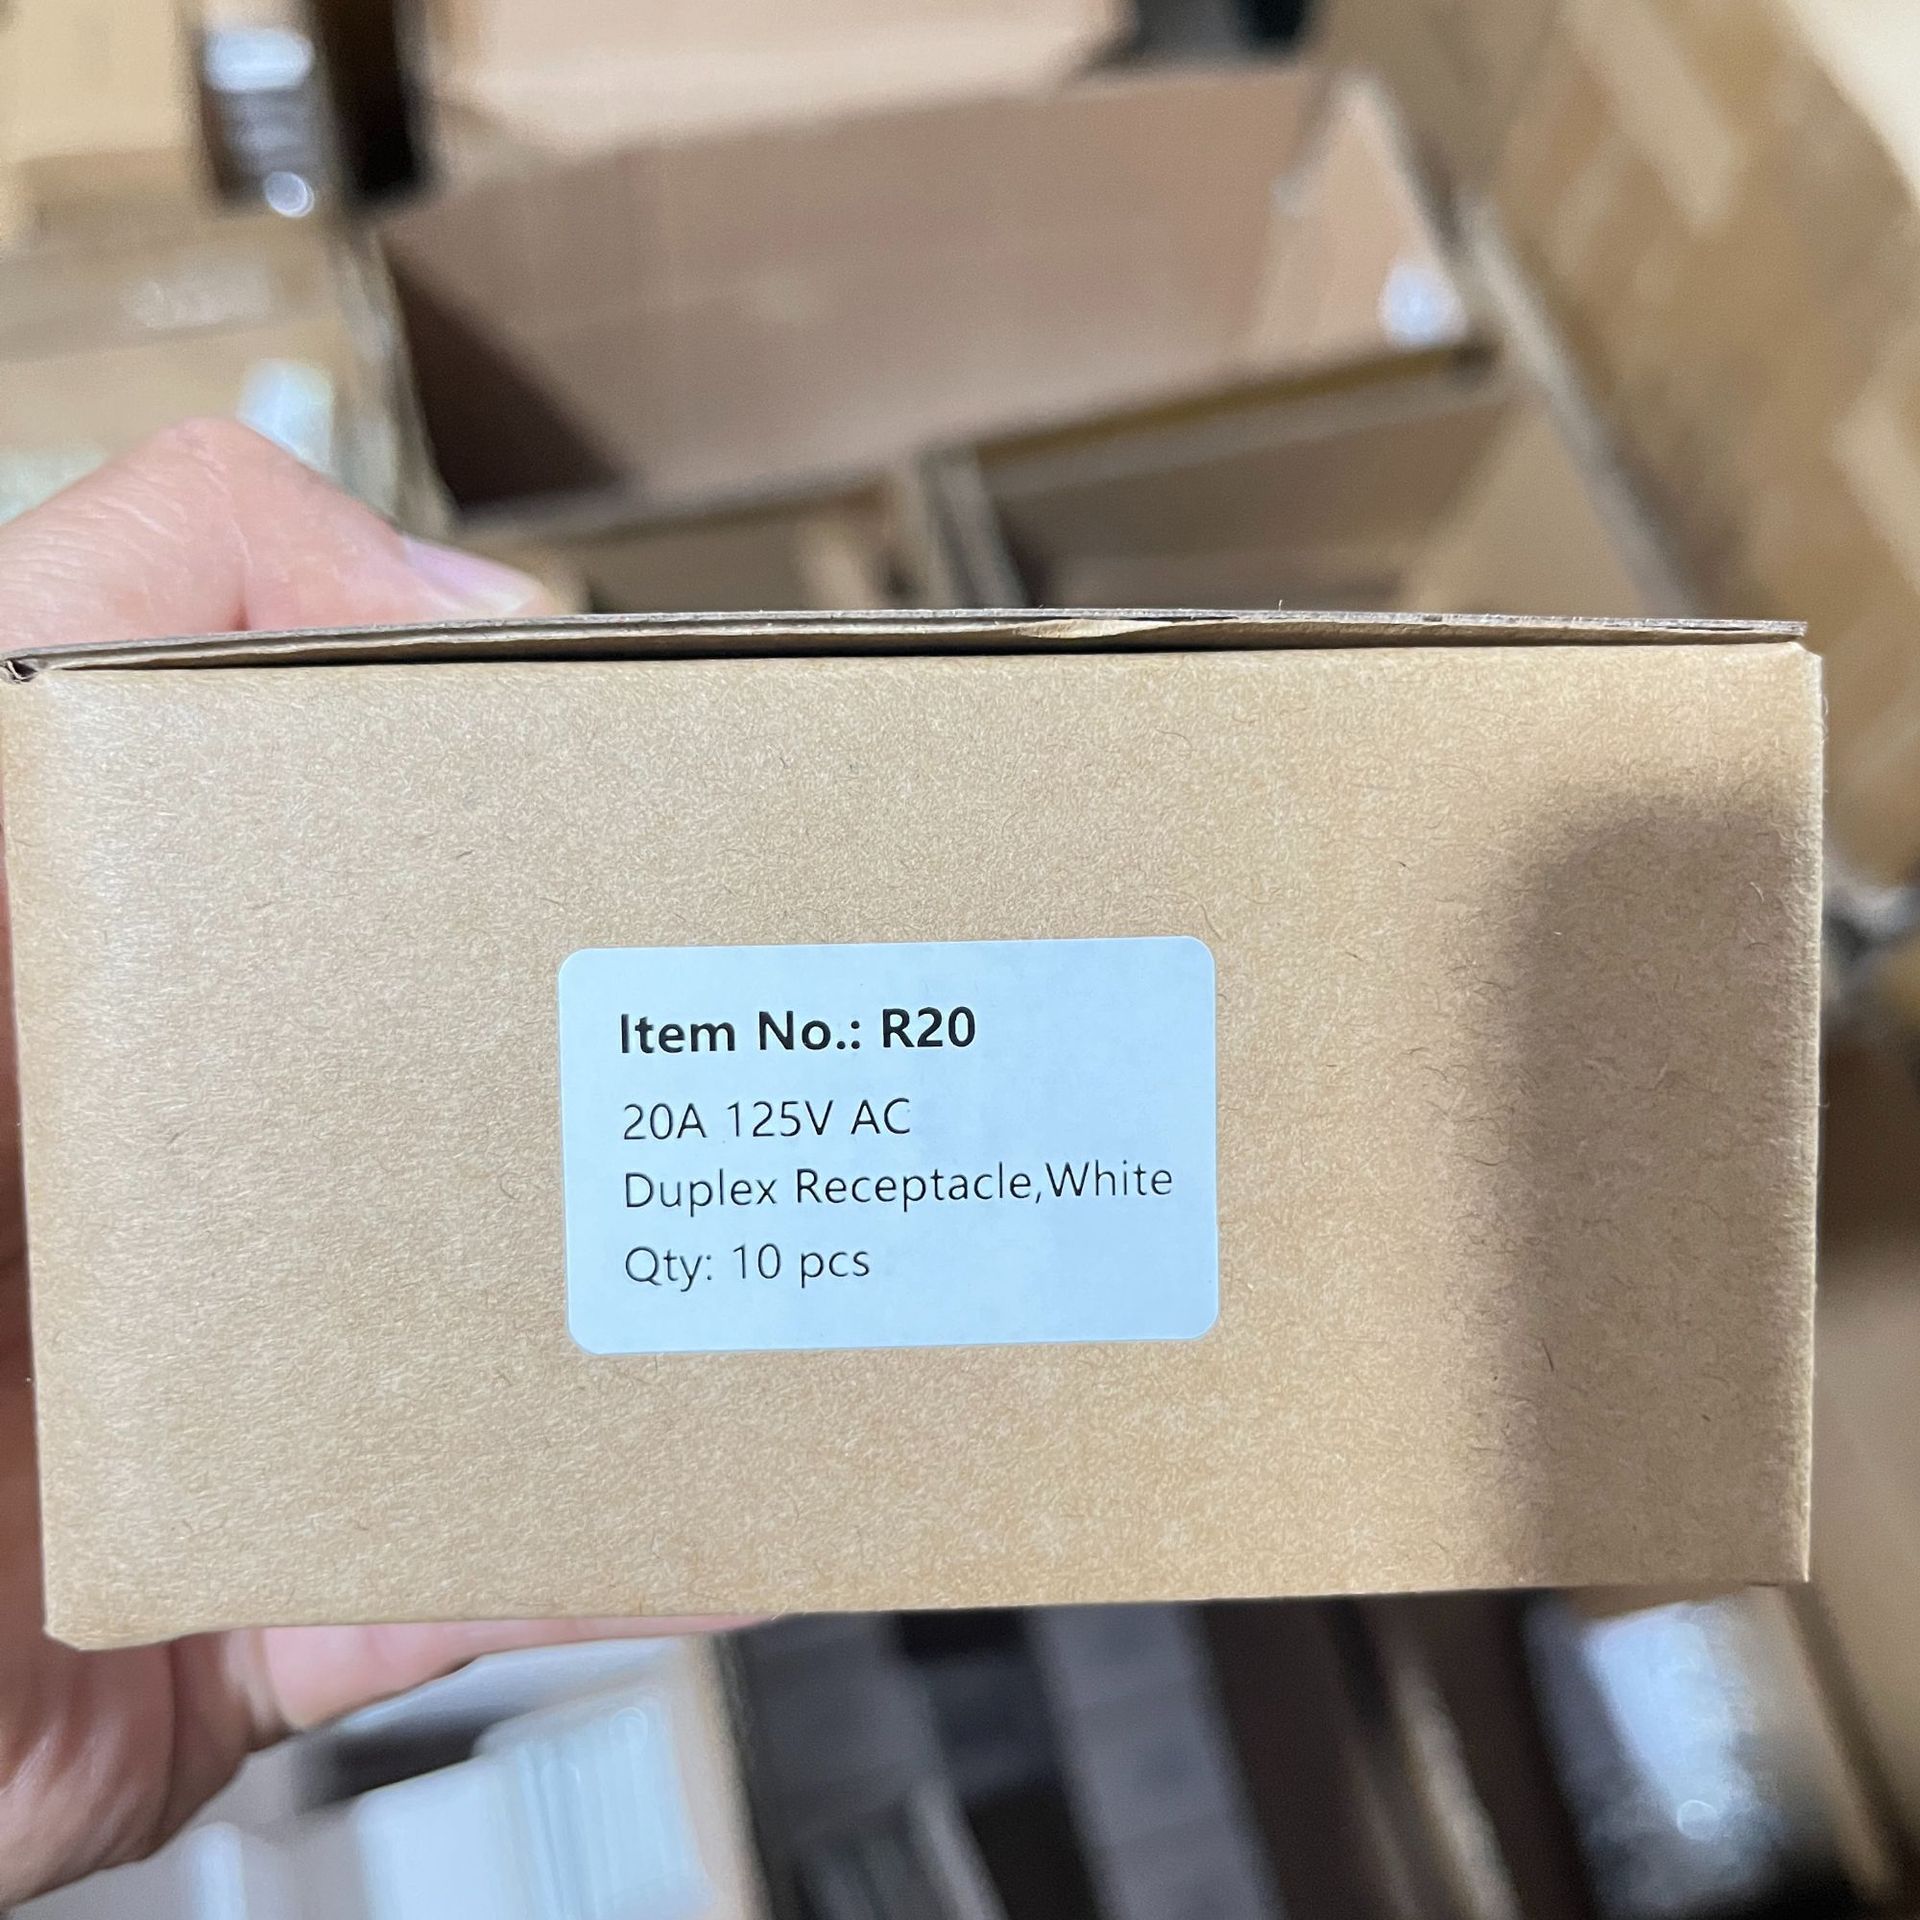 Item No.: R20
20A 125V AC
Duplex Receptacle,White
Qty: 10 pcs